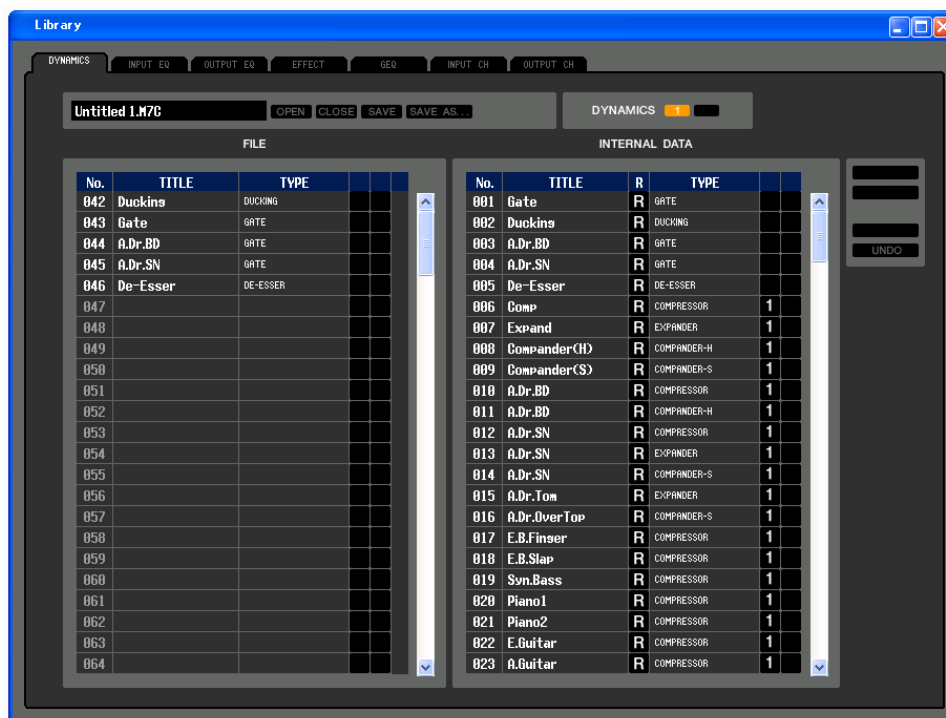 Library
DYNAMICS INPUT EQ OUTPUT EQ EFFECT GEQ INPUT CH OUTPUT CH
Untitled 1.M7C OPEN CLOSE SAVE SAVE AS... DYNAMICS 1
FILE
No. TITLE TYPE
042 Ducking DUCKING
043 Gate GATE
044 A.Dr.BD GATE
045 A.Dr.SN GATE
046 De-Esser DE-ESSER
047
048
049
050
051
052
053
054
055
056
057
058
059
060
061
062
063
064
INTERNAL DATA
No. TITLE R TYPE
001 Gate R GATE
002 Ducking R DUCKING
003 A.Dr.BD R GATE
004 A.Dr.SN R GATE
005 De-Esser R DE-ESSER
006 Comp R COMPRESSOR 1
007 Expand R EXPANDER 1
008 Compander(H) R COMPANDER-H 1
009 Compander(S) R COMPANDER-S 1
010 A.Dr.BD R COMPRESSOR 1
011 A.Dr.BD R COMPANDER-H 1
012 A.Dr.SN R COMPRESSOR 1
013 A.Dr.SN R EXPANDER 1
014 A.Dr.SN R COMPANDER-S 1
015 A.Dr.Tom R EXPANDER 1
016 A.Dr.OverTop R COMPANDER-S 1
017 E.B.Finger R COMPRESSOR 1
018 E.B.Slap R COMPRESSOR 1
019 Syn.Bass R COMPRESSOR 1
020 Piano1 R COMPRESSOR 1
021 Piano2 R COMPRESSOR 1
022 E.Guitar R COMPRESSOR 1
023 A.Guitar R COMPRESSOR 1
UNDO